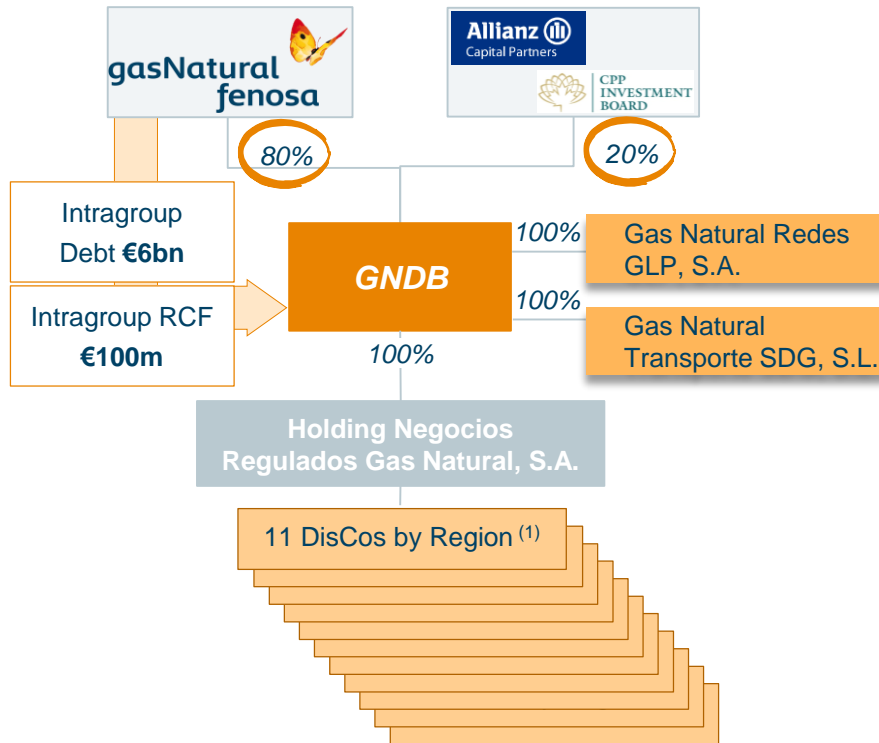 gasNatural
fenosa
Allianz
Capital Partners
CPP
INVESTMENT
BOARD
80%
20%
Intragroup
Debt €6bn
Intragroup RCF
€100m
GNDB
100%
Gas Natural Redes
GLP, S.A.
100%
Gas Natural
Transporte SDG, S.L.
100%
Holding Negocios
Regulados Gas Natural, S.A.
11 DisCos by Region (1)